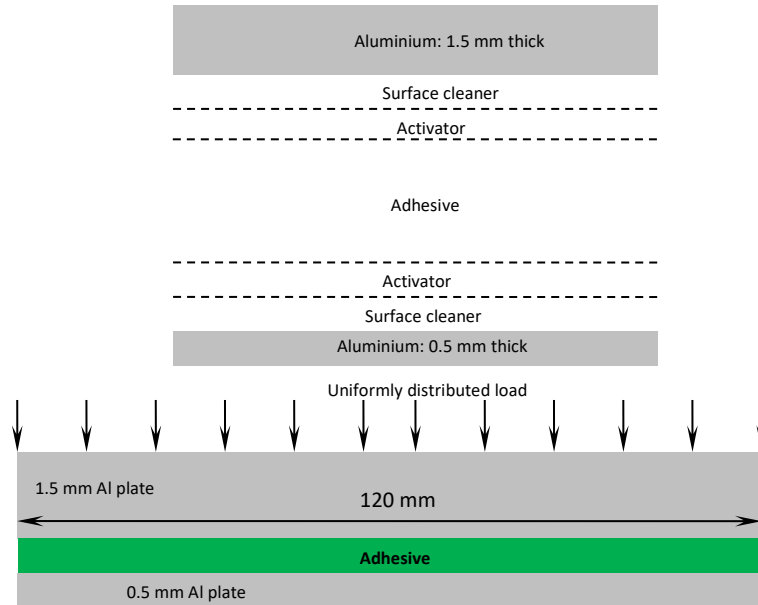 Aluminium: 1.5 mm thick
Surface cleaner
Activator
Adhesive
Activator
Surface cleaner
Aluminium: 0.5 mm thick
Uniformly distributed load
1.5 mm Al plate
120 mm
Adhesive
0.5 mm Al plate